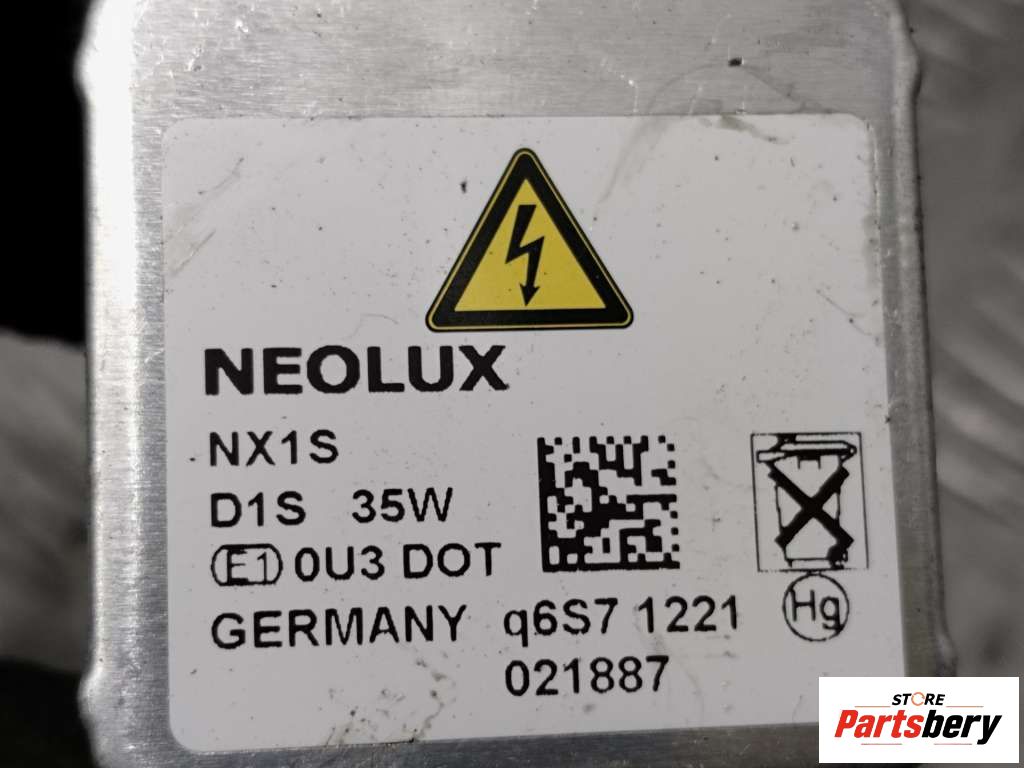 NEOLUX
NX1S
D1S 35W
E1 0U3 DOT
GERMANY q6S7 1221
021887
Hg
STORE
Partsbery